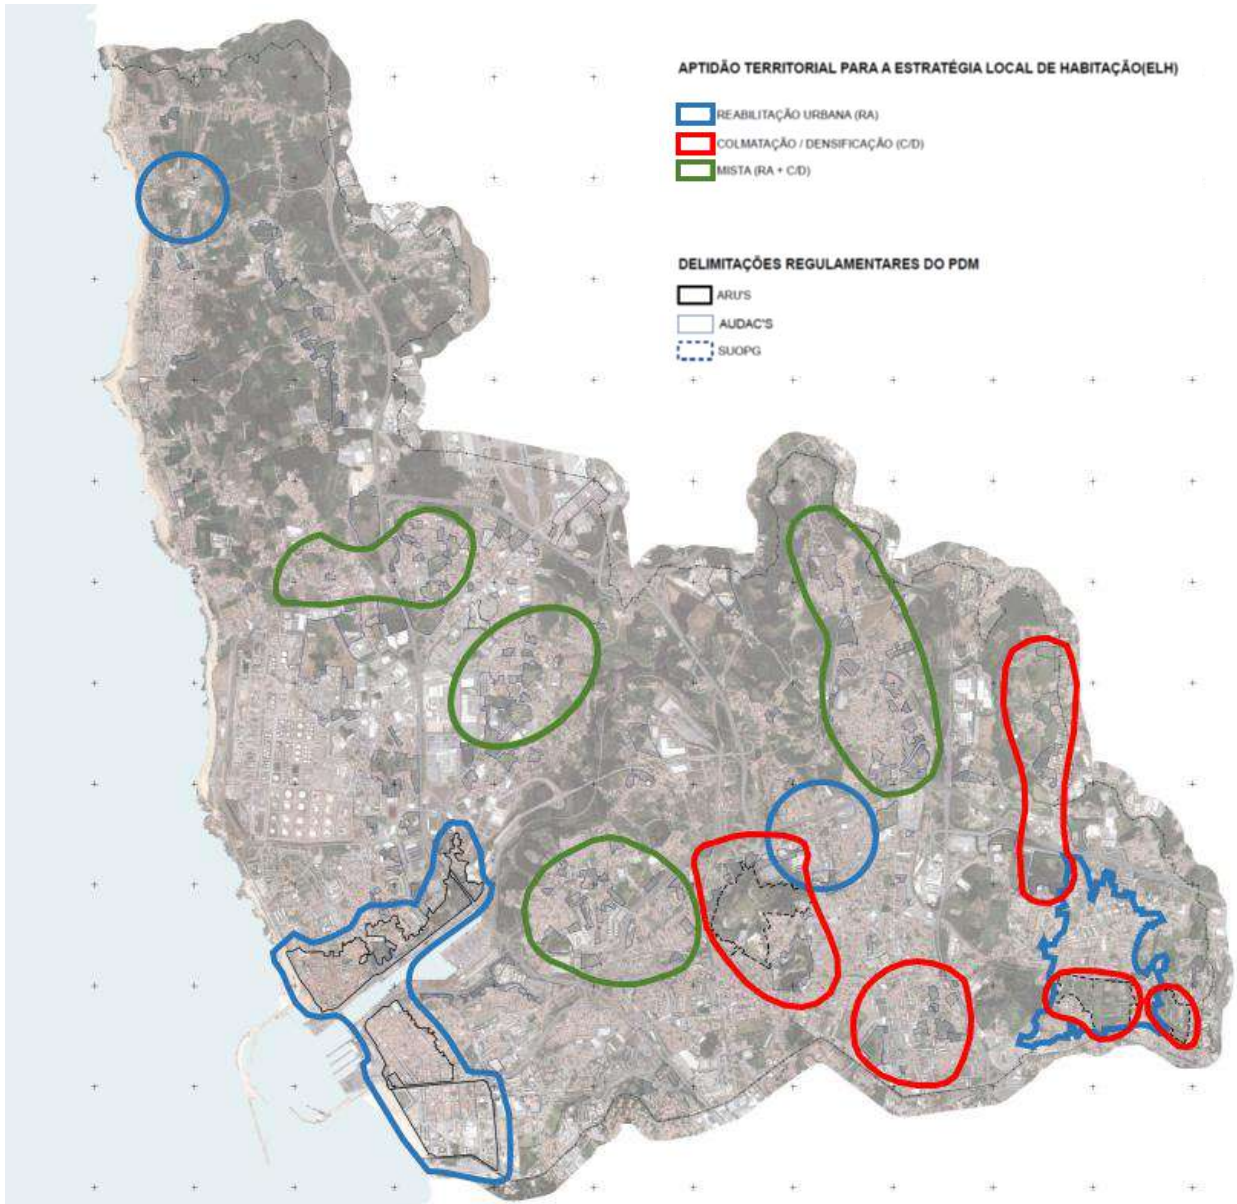 APTIDÃO TERRITORIAL PARA A ESTRATÉGIA LOCAL DE HABITAÇÃO(ELH)
REABILITAÇÃO URBANA (RA)
COLMATAÇÃO / DENSIFICAÇÃO (C/D)
MISTA (RA + C/D)
DELIMITAÇÕES REGULAMENTARES DO PDM
ARU'S
AUDAC'S
SUOPG